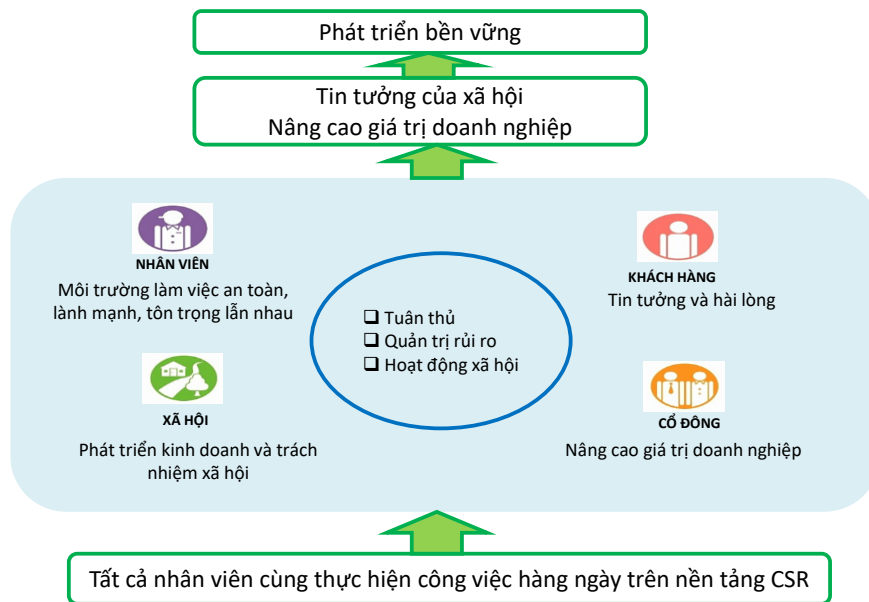 Phát triển bền vững
Tin tưởng của xã hội
Nâng cao giá trị doanh nghiệp
NHÂN VIÊN
Môi trường làm việc an toàn,
lành mạnh, tôn trọng lẫn nhau
KHÁCH HÀNG
Tin tưởng và hài lòng
❑ Tuân thủ
❑ Quản trị rủi ro
❑ Hoạt động xã hội
XÃ HỘI
Phát triển kinh doanh và trách
nhiệm xã hội
CỔ ĐÔNG
Nâng cao giá trị doanh nghiệp
Tất cả nhân viên cùng thực hiện công việc hàng ngày trên nền tảng CSR